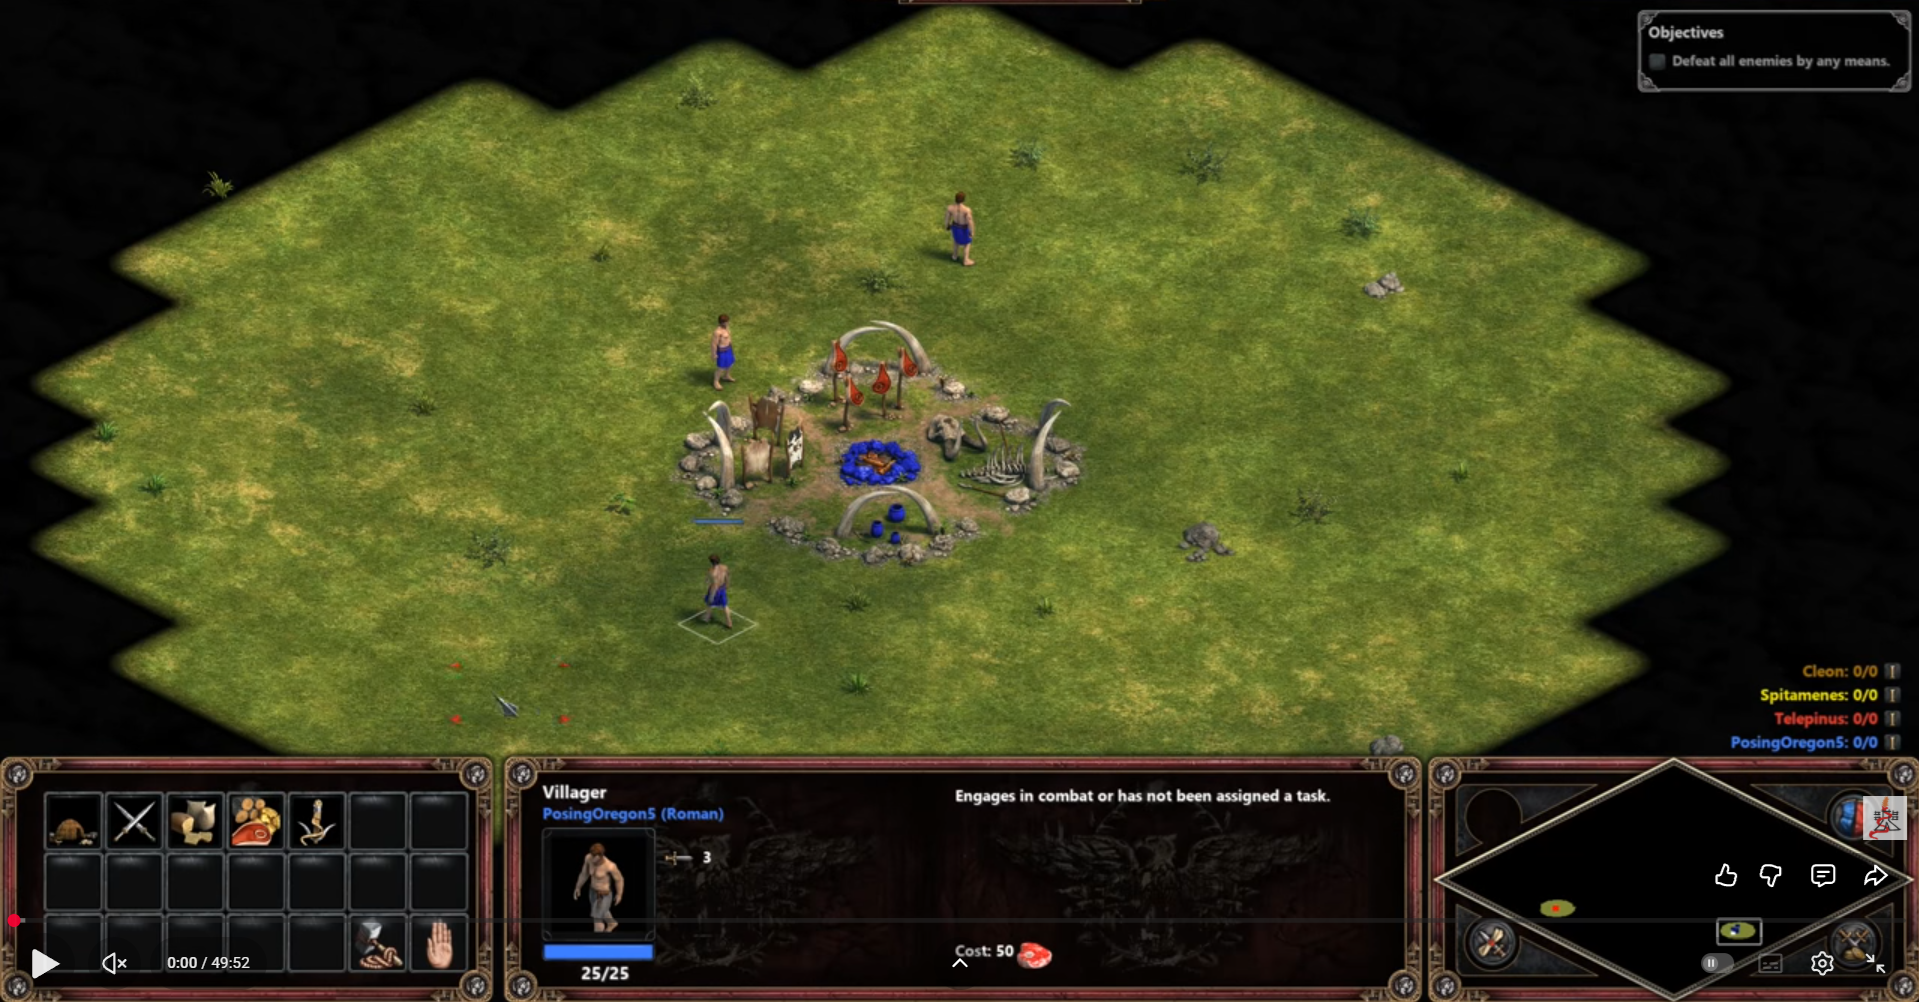 Objectives
Defeat all enemies by any means.
Cleon: 0/0
Spitamenes: 0/0
Telepinus: 0/0
PosingOregon5: 0/0
Villager
PosingOregon5 (Roman)
Engages in combat or has not been assigned a task.
3
Cost: 50
25/25
0:00 / 49:52